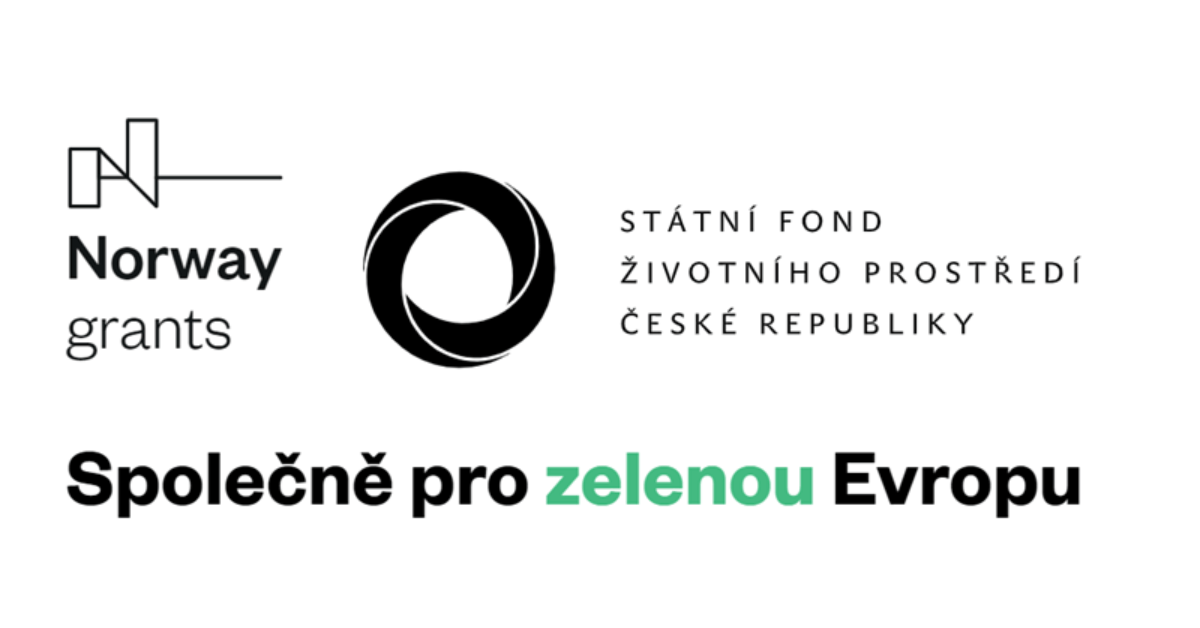 Norway
grants
STÁTNÍ FOND
ŽIVOTNÍHO PROSTŘEDÍ
ČESKÉ REPUBLIKY
Společně pro zelenou Evropu